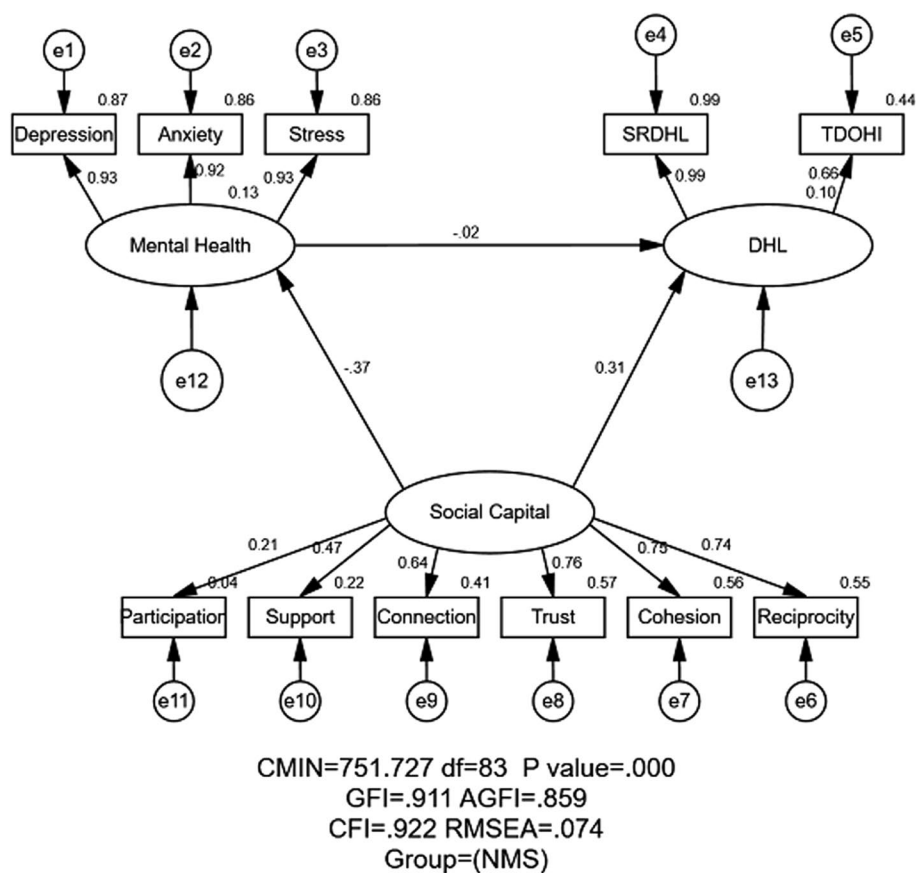 e1
e2
e3
e4
e5
0.87
0.86
0.86
0.99
0.44
Depression
Anxiety
Stress
SRDHL
TDOHI
0.93
0.92
0.93
0.99
0.66
0.13
0.10
Mental Health
-.02
DHL
e12
-.37
0.31
e13
Social Capital
0.21
0.47
0.64
0.76
0.75
0.74
0.04
0.22
0.41
0.57
0.56
0.55
Participation
Support
Connection
Trust
Cohesion
Reciprocity
e11
e10
e9
e8
e7
e6
CMIN=751.727 df=83 P value=.000
GFI=.911 AGFI=.859
CFI=.922 RMSEA=.074
Group=(NMS)